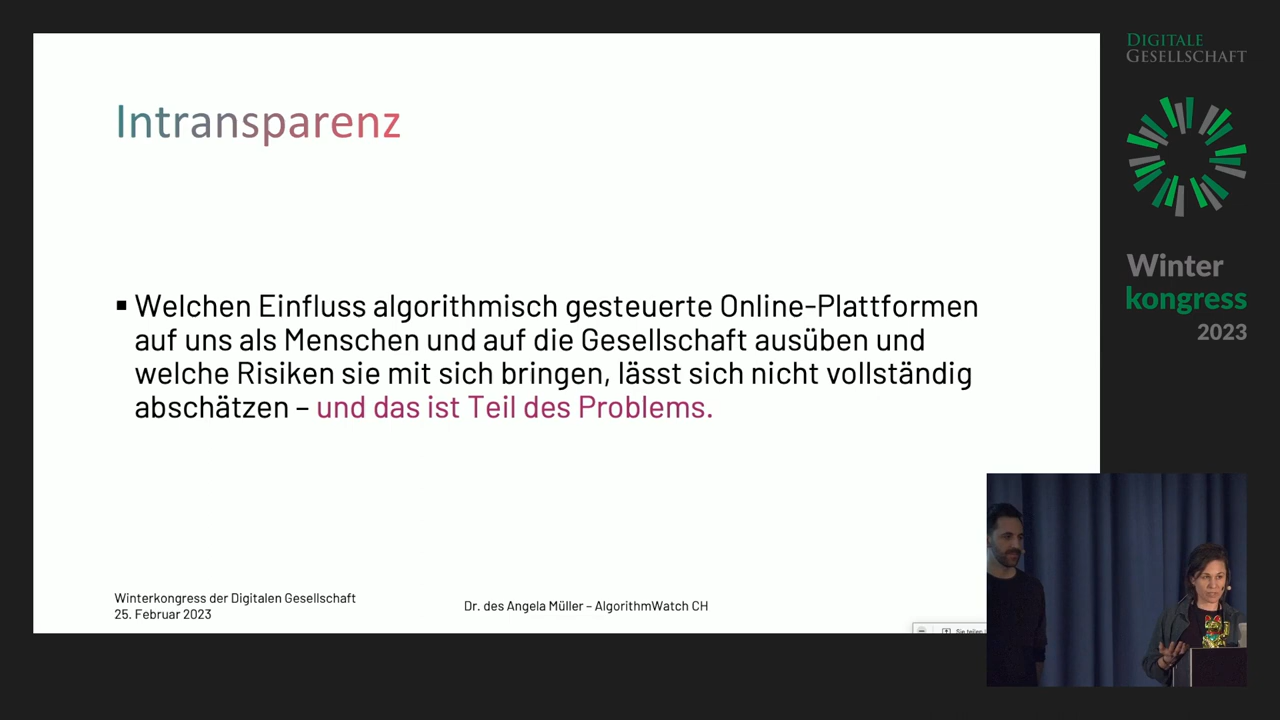 Intransparenz
▪ Welchen Einfluss algorithmisch gesteuerte Online-Plattformen
auf uns als Menschen und auf die Gesellschaft ausüben und
welche Risiken sie mit sich bringen, lässt sich nicht vollständig
abschätzen – und das ist Teil des Problems.
Winterkongress der Digitalen Gesellschaft
25. Februar 2023
Dr. des Angela Müller – AlgorithmWatch CH
Sie teilen
DIGITALE
GESELLSCHAFT
Winter
kongress
2023